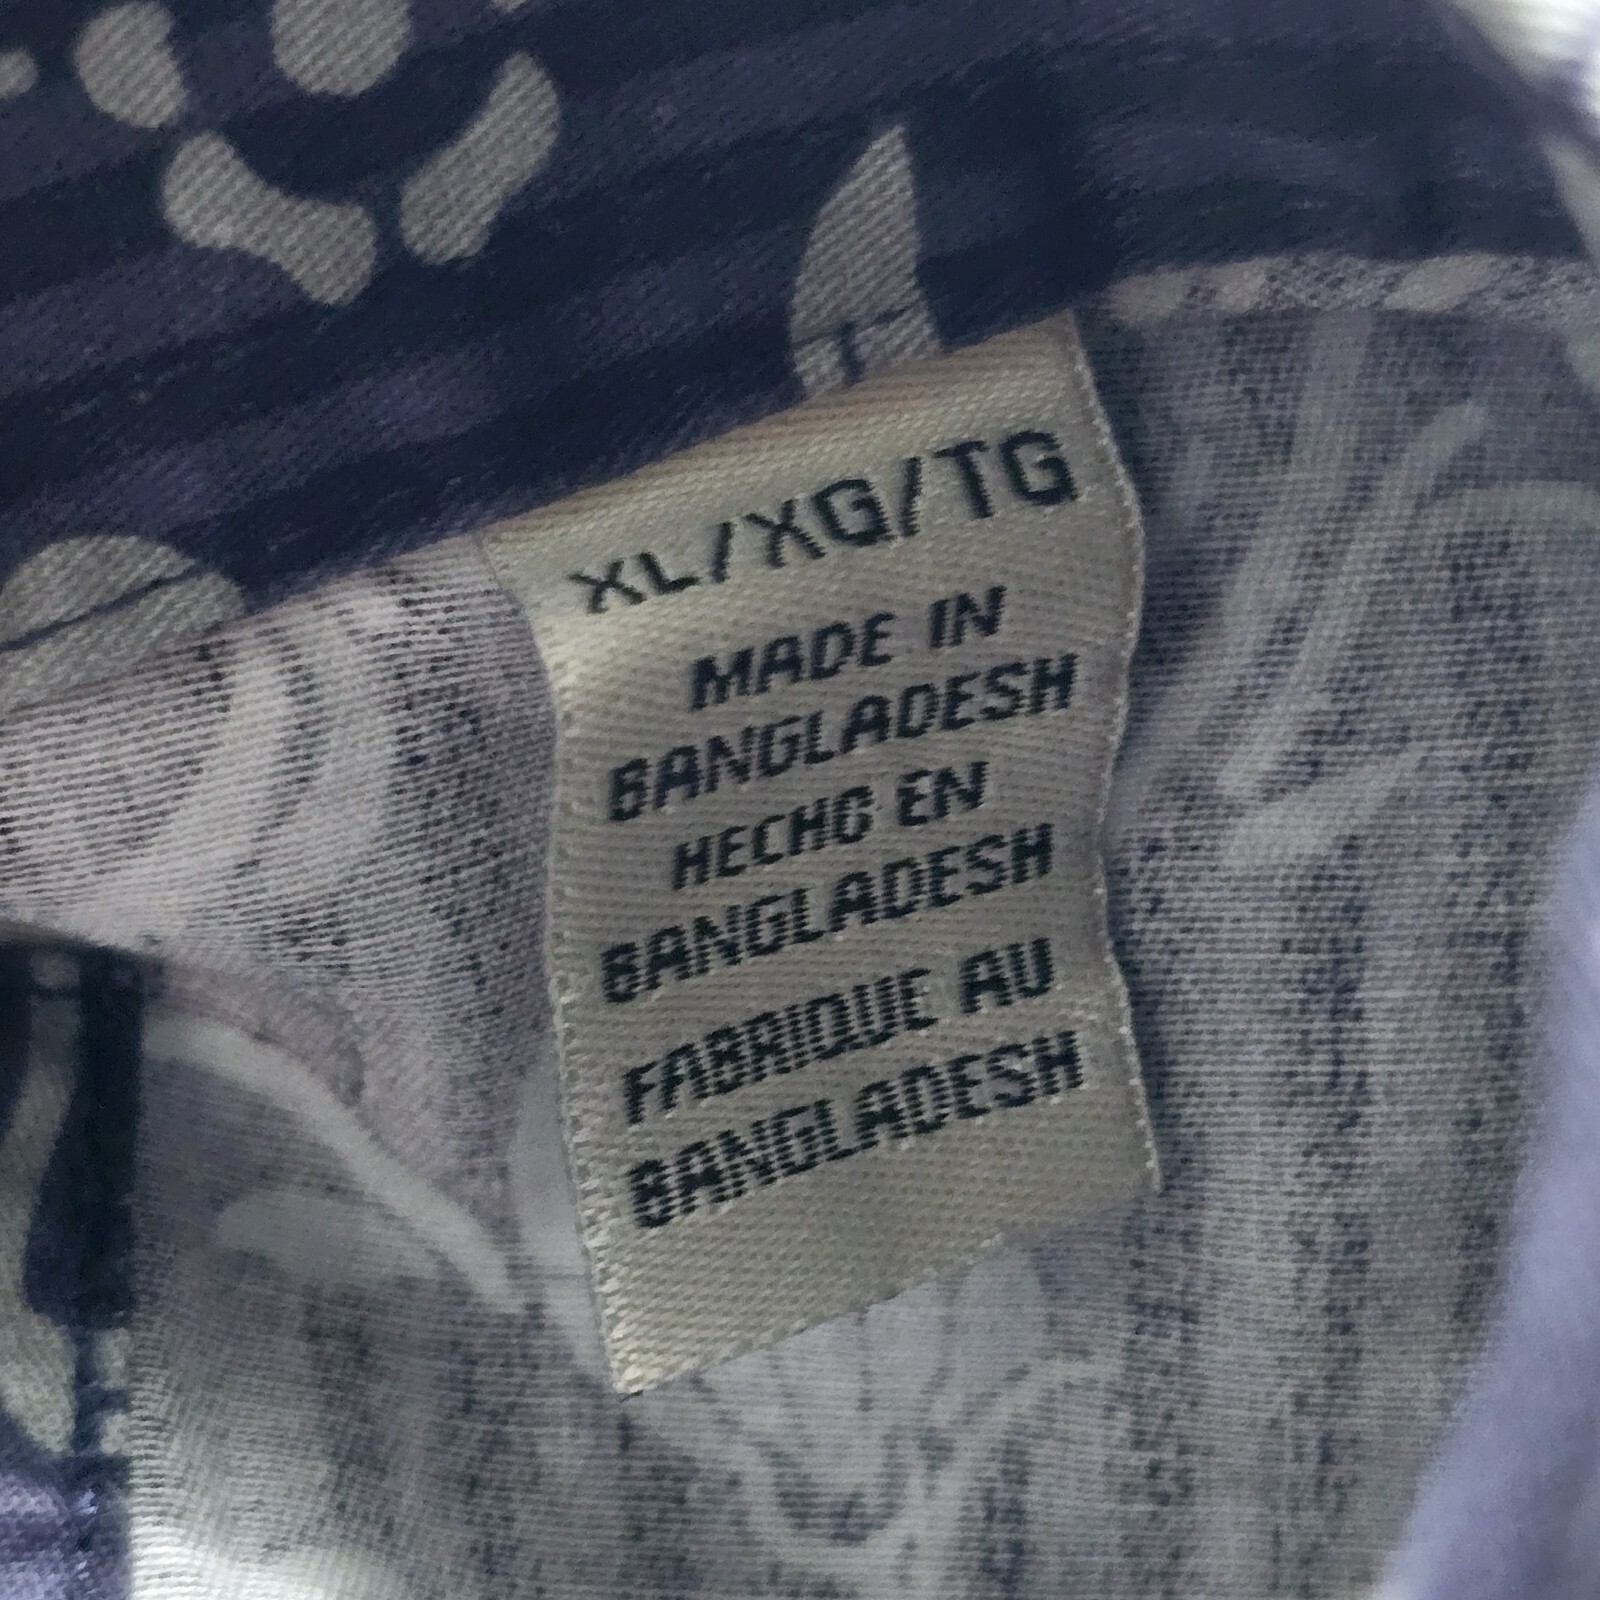 XL/XG/TG
MADE IN
BANGLADESH
HECHO EN
BANGLADESH
FABRIQUE AU
BANGLADESH